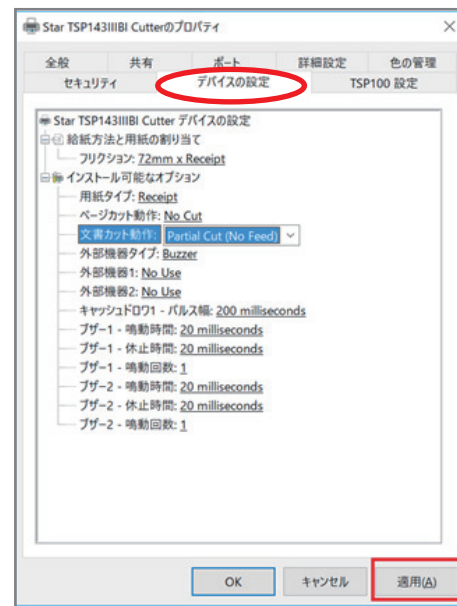 Star TSP143IIIBI Cutterのプロパティ
全般 共有 ポート 詳細設定 色の管理
セキュリティ デバイスの設定 TSP100 設定
Star TSP143IIIBI Cutter デバイスの設定
給紙方法と用紙の割り当て
フリクション: 72mm x Receipt
インストール可能なオプション
用紙タイプ: Receipt
ページカット動作: No Cut
文書カット動作: Partial Cut (No Feed)
外部機器タイプ: Buzzer
外部機器1: No Use
外部機器2: No Use
キャッシュドロワ1 - パルス幅: 200 milliseconds
ブザー1 - 鳴動時間: 20 milliseconds
ブザー1 - 休止時間: 20 milliseconds
ブザー1 - 鳴動回数: 1
ブザー2 - 鳴動時間: 20 milliseconds
ブザー2 - 休止時間: 20 milliseconds
ブザー2 - 鳴動回数: 1
OK キャンセル 適用(A)